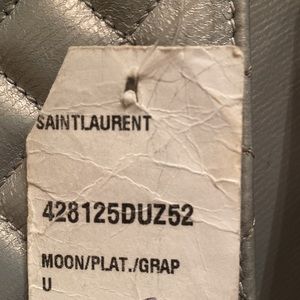 SAINTLAURENT
428125DUZ52
MOON/PLAT./GRAP
U